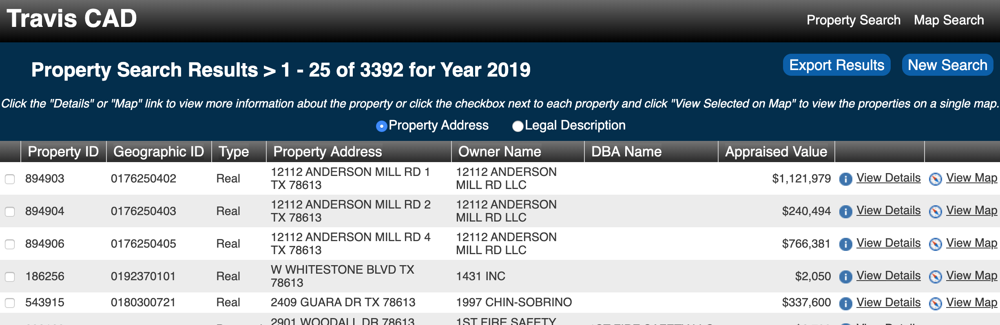 Travis CAD
Property Search Map Search
Property Search Results > 1 - 25 of 3392 for Year 2019
Export Results New Search
Click the "Details" or "Map" link to view more information about the property or click the checkbox next to each property and click "View Selected on Map" to view the properties on a single map.
Property Address Legal Description
Property ID Geographic ID Type Property Address Owner Name DBA Name Appraised Value
894903 0176250402 Real 12112 ANDERSON MILL RD 1 12112 ANDERSON $1,121,979 View Details View Map
TX 78613 MILL RD LLC
894904 0176250403 Real 12112 ANDERSON MILL RD 2 12112 ANDERSON $240,494 View Details View Map
TX 78613 MILL RD LLC
894906 0176250405 Real 12112 ANDERSON MILL RD 4 12112 ANDERSON $766,381 View Details View Map
TX 78613 MILL RD LLC
186256 0192370101 Real W WHITESTONE BLVD TX 1431 INC $2,050 View Details View Map
78613
543915 0180300721 Real 2409 GUARA DR TX 78613 1997 CHIN-SOBRINO $337,600 View Details View Map
2901 WOODALL DR 78613 1ST FIRE SAFETY